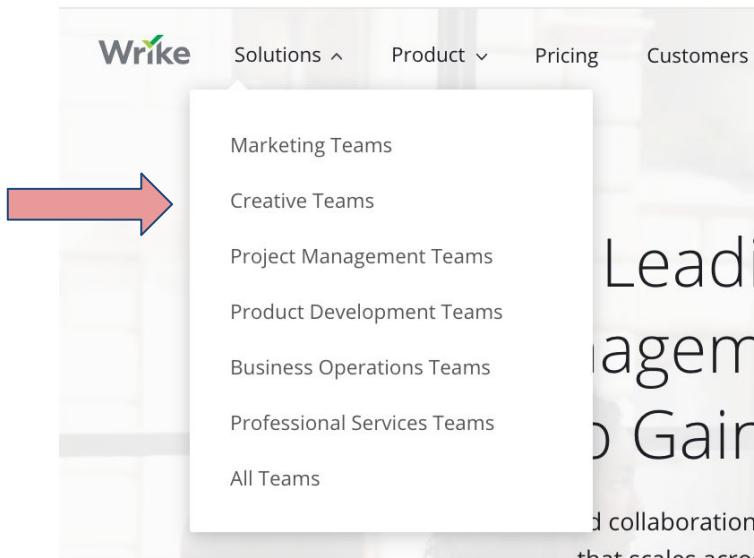 Wrike Solutions Product Pricing Customers
Marketing Teams
Creative Teams
Project Management Teams
Product Development Teams
Business Operations Teams
Professional Services Teams
All Teams
Leadi
agem
o Gain
d collaboration
that scales acros